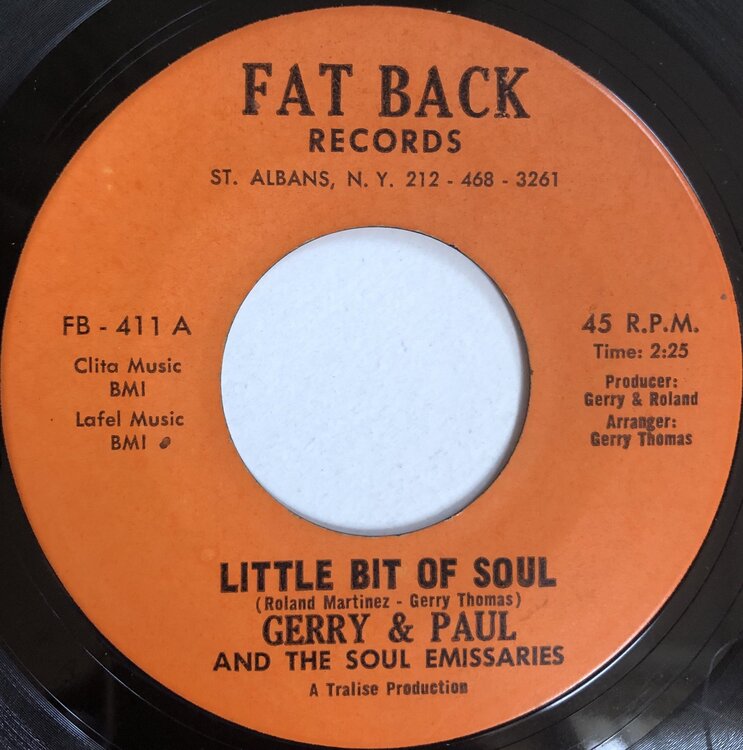 FAT BACK
RECORDS
ST. ALBANS, N. Y. 212 - 468 - 3261
FB - 411 A
Clita Music
BMI
Lafel Music
BMI
45 R.P.M.
Time: 2:25
Producer:
Gerry & Roland
Arranger:
Gerry Thomas
LITTLE BIT OF SOUL
(Roland Martinez - Gerry Thomas)
GERRY & PAUL
AND THE SOUL EMISSARIES
A Tralise Production